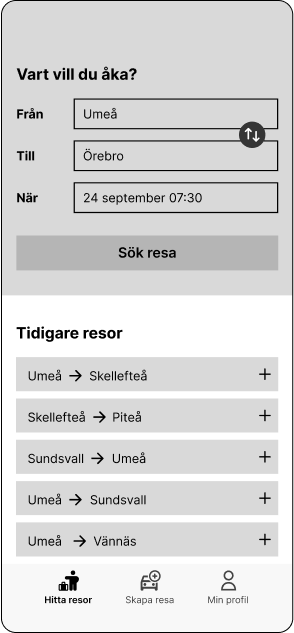 Vart vill du åka?
Från Umeå
Till Örebro
När 24 september 07:30
Sök resa
Tidigare resor
Umeå → Skellefteå +
Skellefteå → Piteå +
Sundsvall → Umeå +
Umeå → Sundsvall +
Umeå → Vännäs +
Hitta resor Skapa resa Min profil